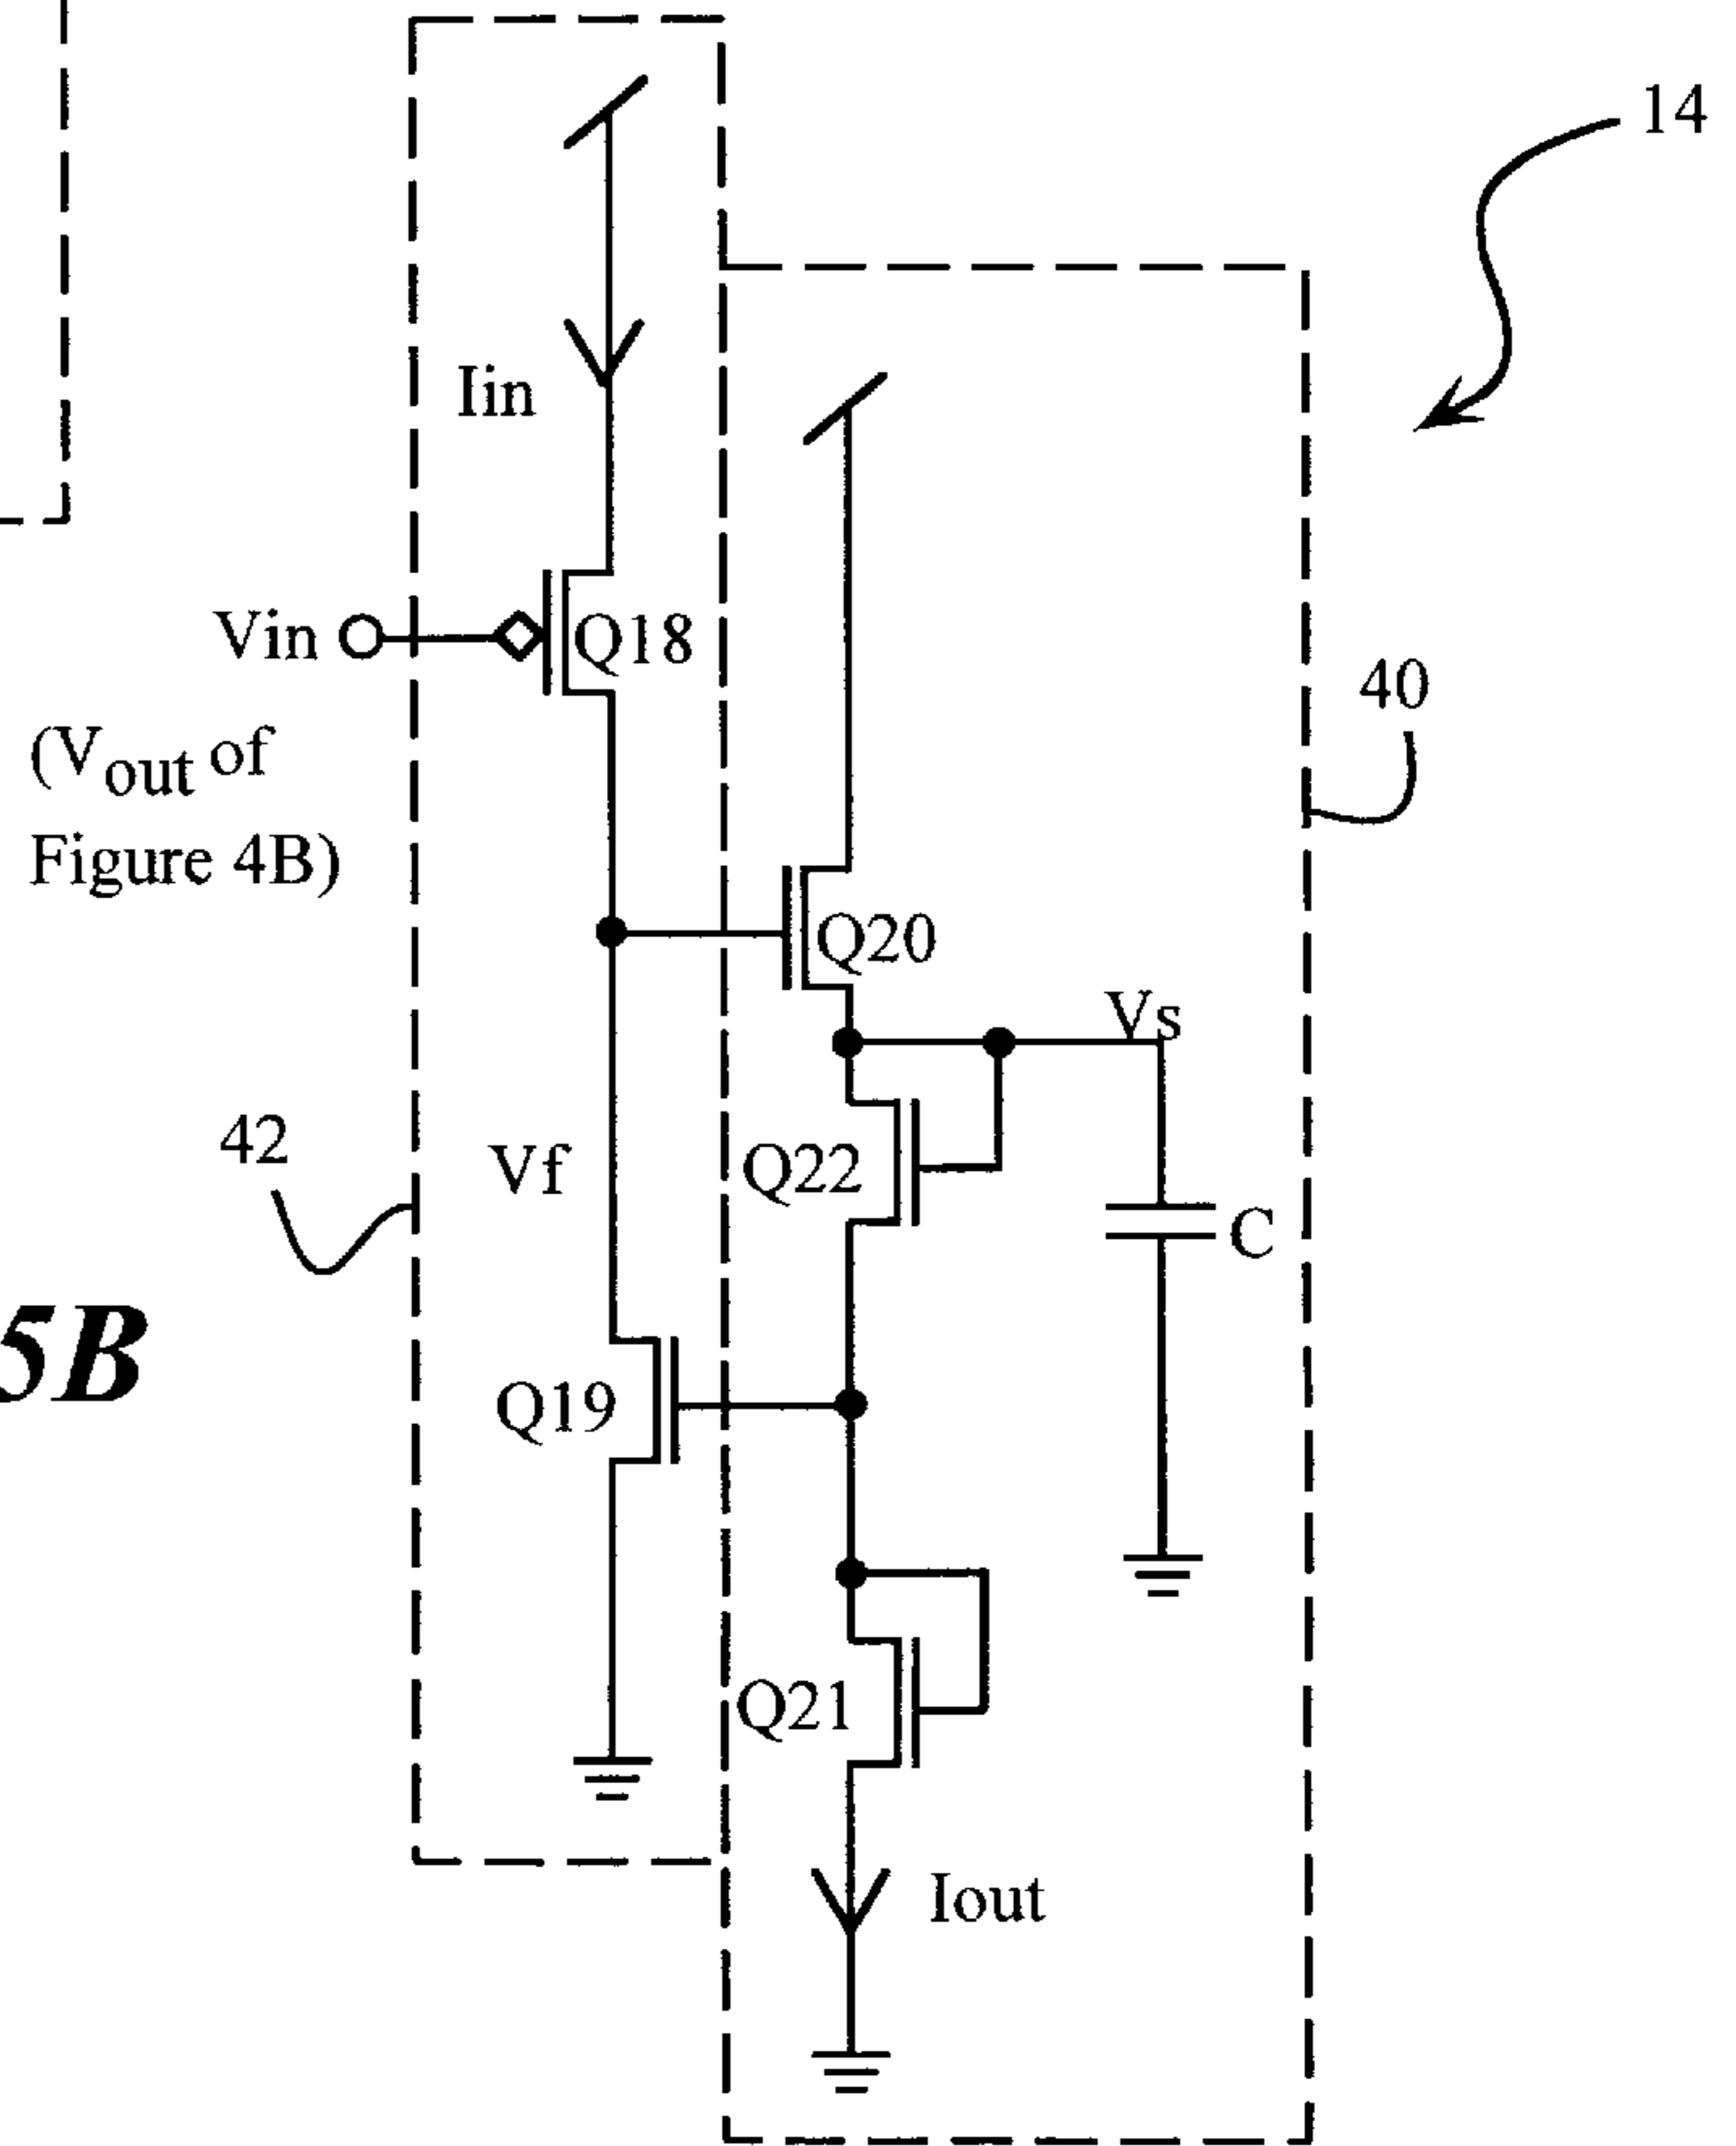 14
Iin
Vin
Q18
40
(Vout of
Figure 4B)
Q20
Vs
42
Vf
Q22
C
5B
Q19
Q21
Iout